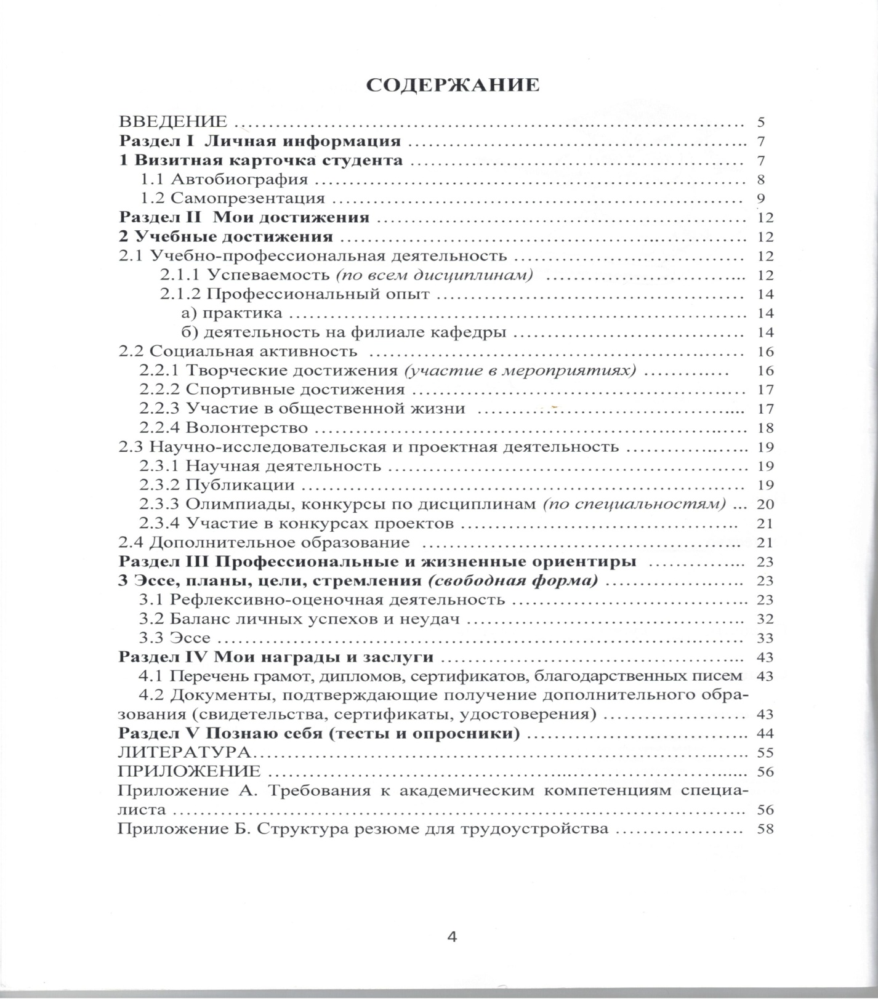 СОДЕРЖАНИЕ
ВВЕДЕНИЕ ........................................................ 5
Раздел I Личная информация ........................................ 7
1 Визитная карточка студента ........................................ 7
1.1 Автобиография ........................................ 8
1.2 Самопрезентация ........................................ 9
Раздел II Мои достижения ........................................ 12
2 Учебные достижения ........................................ 12
2.1 Учебно-профессиональная деятельность ........................... 12
2.1.1 Успеваемость (по всем дисциплинам) ........................ 12
2.1.2 Профессиональный опыт ................................ 14
а) практика ........................................ 14
б) деятельность на филиале кафедры ........................... 14
2.2 Социальная активность ........................................ 16
2.2.1 Творческие достижения (участие в мероприятиях) ............ 16
2.2.2 Спортивные достижения ................................ 17
2.2.3 Участие в общественной жизни ............................ 17
2.2.4 Волонтерство ........................................ 18
2.3 Научно-исследовательская и проектная деятельность ............... 19
2.3.1 Научная деятельность ................................ 19
2.3.2 Публикации ........................................ 19
2.3.3 Олимпиады, конкурсы по дисциплинам (по специальностям) ... 20
2.3.4 Участие в конкурсах проектов ............................ 21
2.4 Дополнительное образование ................................ 21
Раздел III Профессиональные и жизненные ориентиры ............ 23
3 Эссе, планы, цели, стремления (свободная форма) ................ 23
3.1 Рефлексивно-оценочная деятельность ........................ 23
3.2 Баланс личных успехов и неудач ............................ 32
3.3 Эссе ........................................................ 33
Раздел IV Мои награды и заслуги ................................ 43
4.1 Перечень грамот, дипломов, сертификатов, благодарственных писем 43
4.2 Документы, подтверждающие получение дополнительного обра-
зования (свидетельства, сертификаты, удостоверения) ................ 43
Раздел V Познаю себя (тесты и опросники) ........................ 44
ЛИТЕРАТУРА........................................................ 55
ПРИЛОЖЕНИЕ ........................................................ 56
Приложение А. Требования к академическим компетенциям специа-
листа ........................................................ 56
Приложение Б. Структура резюме для трудоустройства ............... 58
4